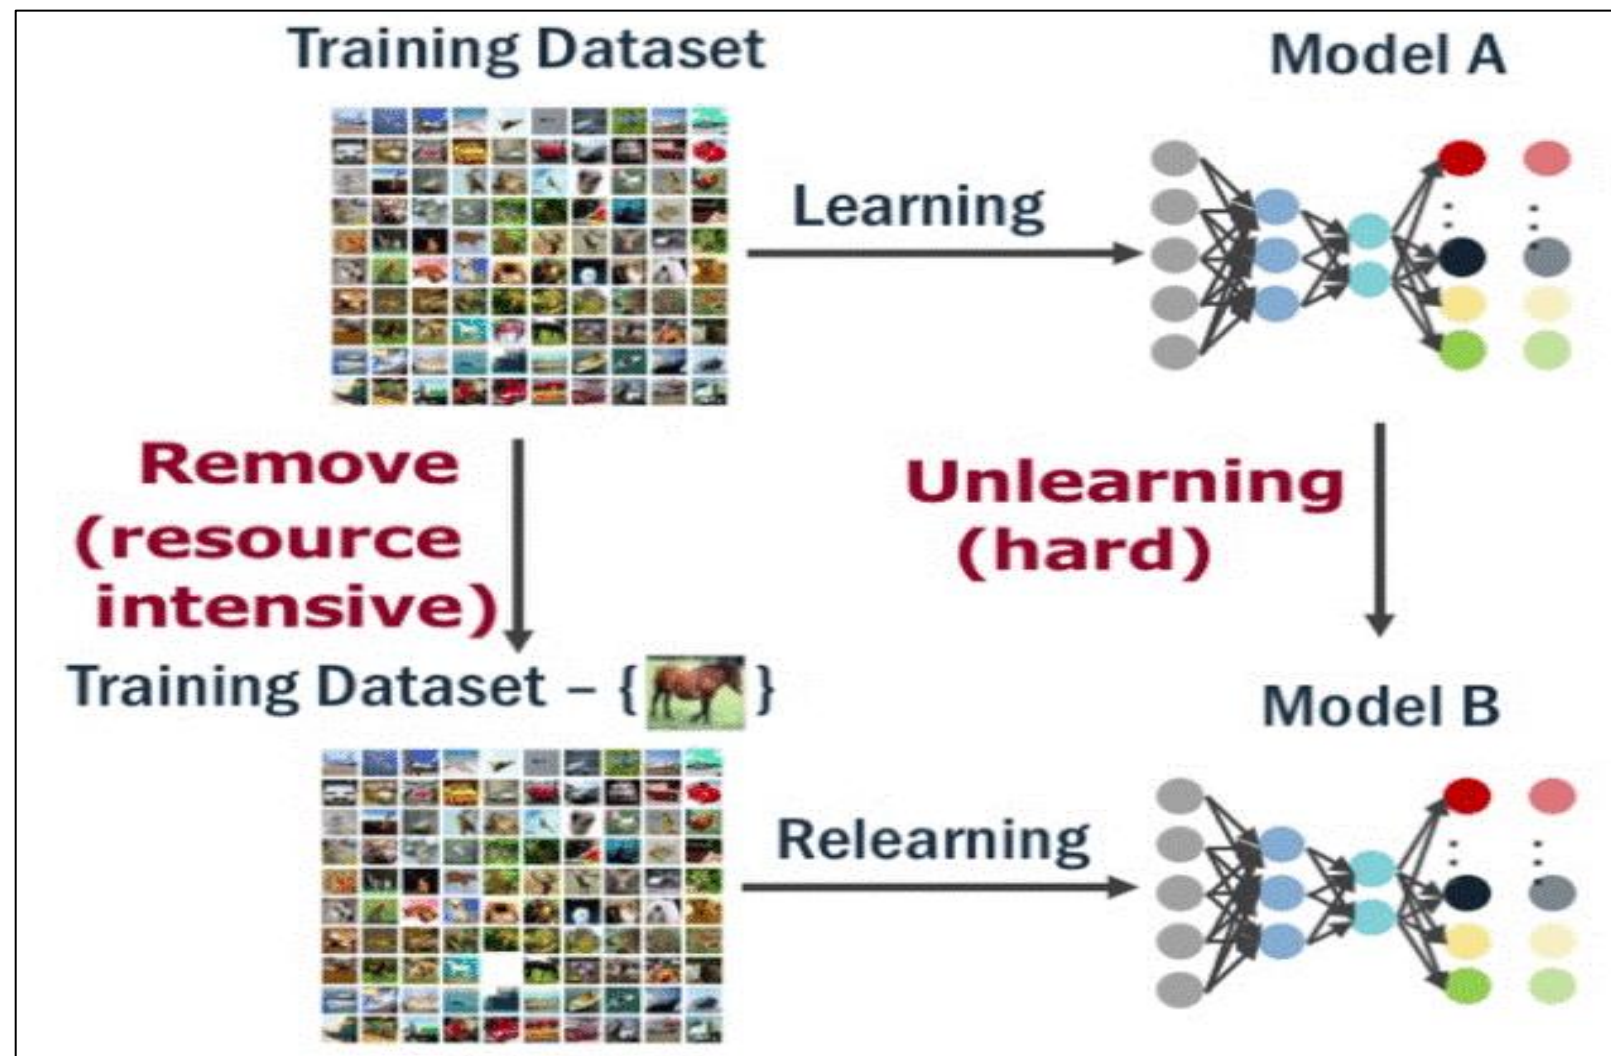 Training Dataset
Model A
Learning
Remove
(resource
intensive)
Unlearning
(hard)
Training Dataset – { }
Model B
Relearning